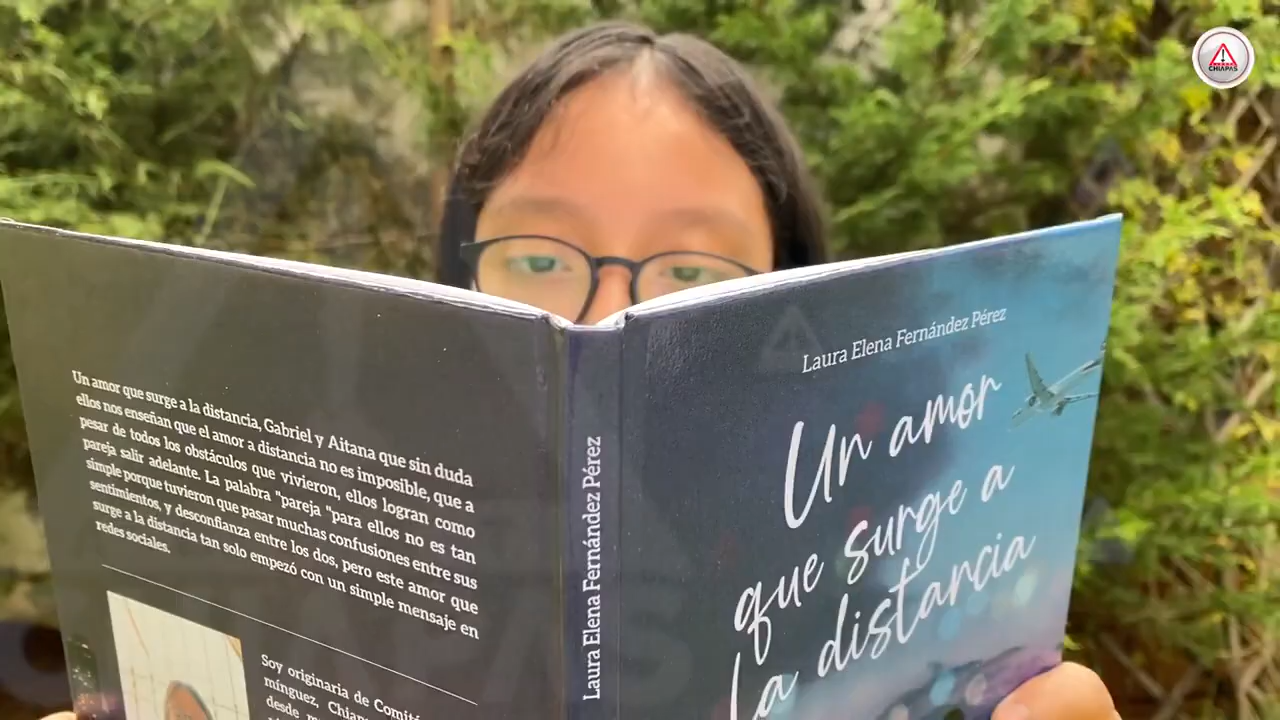 CHIAPAS
Un amor que surge a la distancia, Gabriel y Aitana que sin duda
ellos nos enseñan que el amor a distancia no es imposible, que a
pesar de todos los obstáculos que vivieron, ellos logran como
pareja salir adelante. La palabra "pareja "para ellos no es tan
simple porque tuvieron que pasar muchas confusiones entre sus
sentimientos, y desconfianza entre los dos, pero este amor que
surge a la distancia tan solo empezó con un simple mensaje en
redes sociales.
Soy originaria de
mínguez,
desde
Laura Elena Fernández Pérez
Laura Elena Fernández Pérez
Un amor
que surge a
la distancia